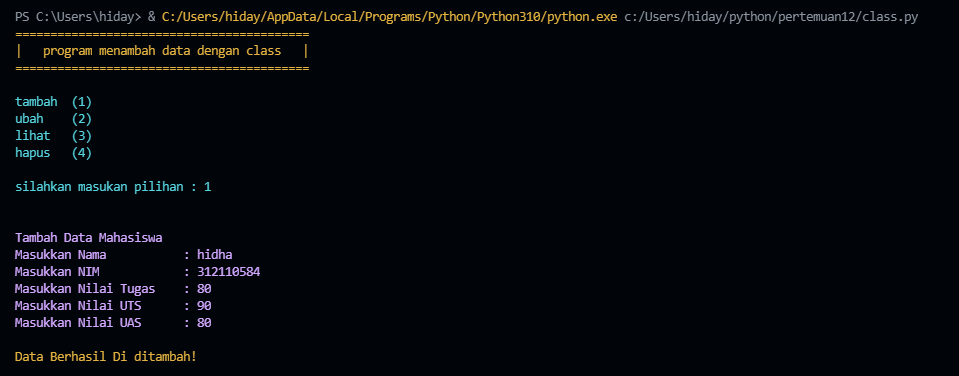 PS C:\Users\hiday> & C:/Users/hiday/AppData/Local/Programs/Python/Python310/python.exe c:/Users/hiday/python/pertemuan12/class.py
==========================================
|   program menambah data dengan class   |
==========================================
tambah  (1)
ubah    (2)
lihat   (3)
hapus   (4)
silahkan masukan pilihan : 1
Tambah Data Mahasiswa
Masukkan Nama           : hidha
Masukkan NIM            : 312110584
Masukkan Nilai Tugas    : 80
Masukkan Nilai UTS      : 90
Masukkan Nilai UAS      : 80
Data Berhasil Di ditambah!